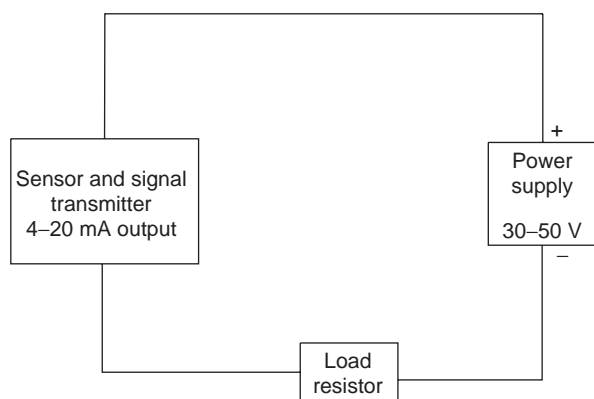 Sensor and signal
transmitter
4–20 mA output
+
Power
supply
30–50 V
–
Load
resistor